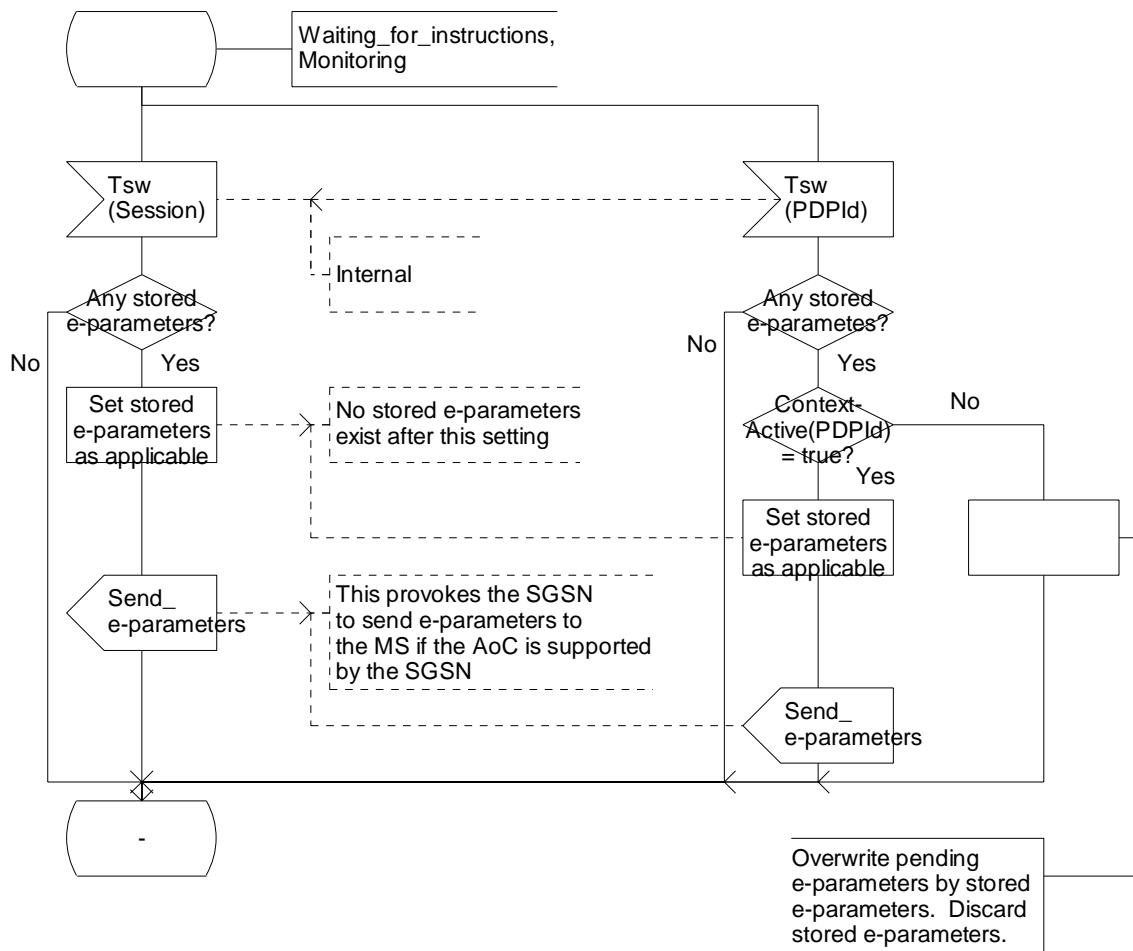 Waiting_for_instructions,
Monitoring
Tsw
(Session)
Tsw
(PDPId)
Internal
Any stored
e-parameters?
Any stored
e-parametes?
No
Yes
No
Yes
Set stored
e-parameters
as applicable
No stored e-parameters
exist after this setting
Context-
Active(PDPId)
= true?
No
Yes
Set stored
e-parameters
as applicable
Send_
e-parameters
This provokes the SGSN
to send e-parameters to
the MS if the AoC is supported
by the SGSN
Send_
e-parameters
-
Overwrite pending
e-parameters by stored
e-parameters.  Discard
stored e-parameters.